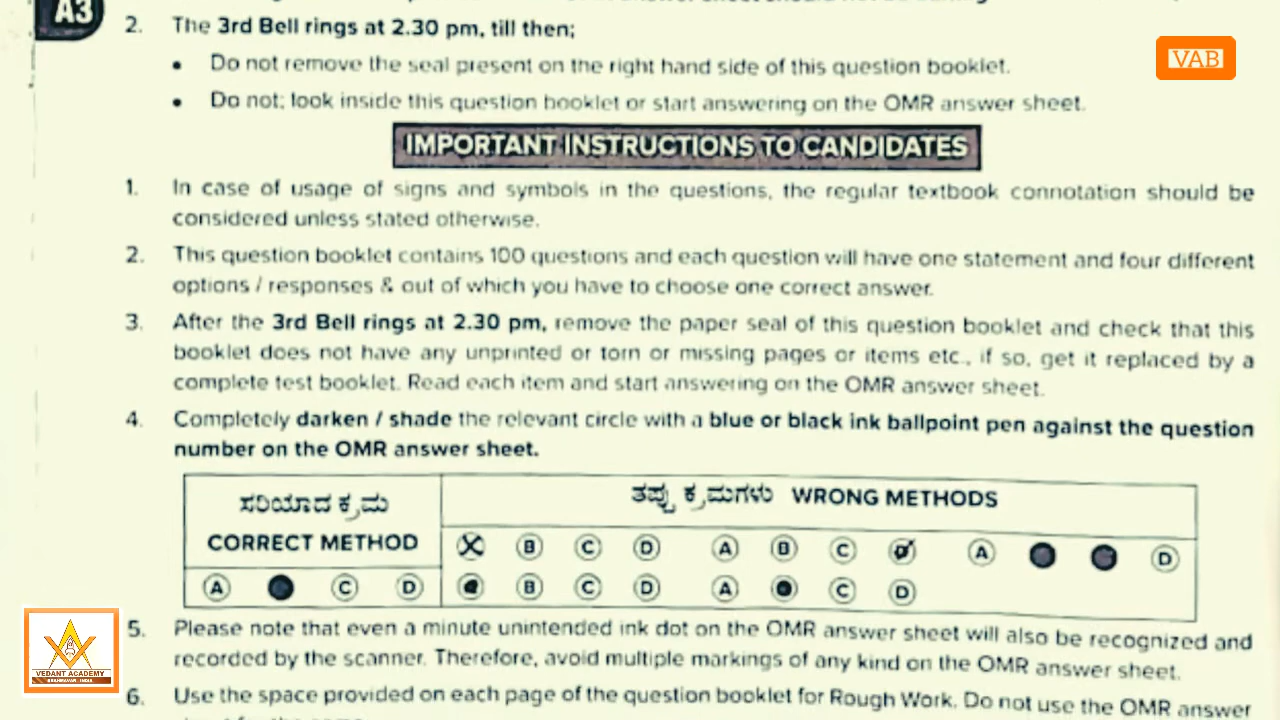 A3
2. The 3rd Bell rings at 2.30 pm, till then;
• Do not remove the seal present on the right hand side of this question booklet.
• Do not; look inside this question booklet or start answering on the OMR answer sheet.
VAB
IMPORTANT INSTRUCTIONS TO CANDIDATES
1. In case of usage of signs and symbols in the questions, the regular textbook connotation should be
considered unless stated otherwise.
2. This question booklet contains 100 questions and each question will have one statement and four different
options / responses & out of which you have to choose one correct answer.
3. After the 3rd Bell rings at 2.30 pm, remove the paper seal of this question booklet and check that this
booklet does not have any unprinted or torn or missing pages or items etc., if so, get it replaced by a
complete test booklet. Read each item and start answering on the OMR answer sheet.
4. Completely darken / shade the relevant circle with a blue or black ink ballpoint pen against the question
number on the OMR answer sheet.
ಸರಿಯಾದ ಕ್ರಮ
CORRECT METHOD
A C D
ತಪ್ಪು ಕ್ರಮಗಳು WRONG METHODS
B C D A B C D A D
B C D A C D
5. Please note that even a minute unintended ink dot on the OMR answer sheet will also be recognized and
recorded by the scanner. Therefore, avoid multiple markings of any kind on the OMR answer sheet.
6. Use the space provided on each page of the question booklet for Rough Work. Do not use the OMR answer
VEDANT ACADEMY